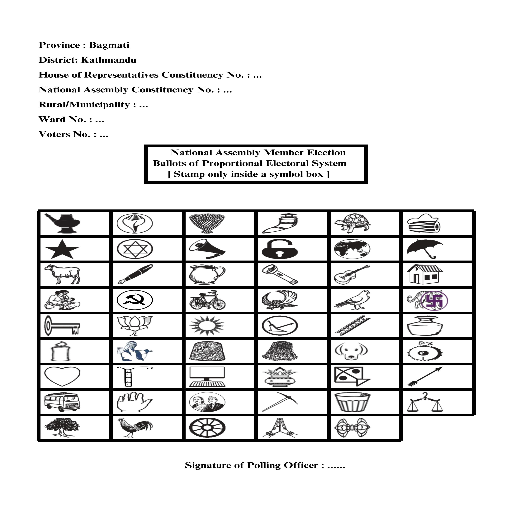 Province : Bagmati
District: Kathmandu
House of Representatives Constituency No. : ...
National Assembly Constituency No. : ...
Rural/Municipality : ...
Ward No. : ...
Voters No. : ...
National Assembly Member Election
Ballots of Proportional Electoral System
[ Stamp only inside a symbol box ]
Signature of Polling Officer : ......